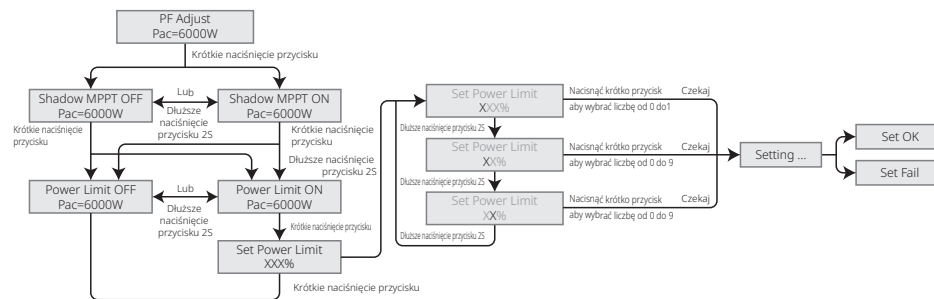 PF Adjust
Pac=6000W
Krótkie naciśnięcie przycisku
Shadow MPPT OFF
Pac=6000W
Lub
Dłuższe
naciśnięcie
przycisku 2S
Shadow MPPT ON
Pac=6000W
Krótkie naciśnięcie
przycisku
Krótkie naciśnięcie
przycisku
Dłuższe naciśnięcie
przycisku 2S
Power Limit OFF
Pac=6000W
Lub
Dłuższe
naciśnięcie
przycisku 2S
Power Limit ON
Pac=6000W
Krótkie naciśnięcie przycisku
Set Power Limit
XXX%
Krótkie naciśnięcie przycisku
Set Power Limit
XXX%
Nacisnąć krótko przycisk
aby wybrać liczbę od 0 do1
Czekaj
Dłuższe naciśnięcie przycisku 2S
Set Power Limit
XX%
Nacisnąć krótko przycisk
aby wybrać liczbę od 0 do 9
Czekaj
Dłuższe naciśnięcie przycisku 2S
Set Power Limit
XX%
Nacisnąć krótko przycisk
aby wybrać liczbę od 0 do 9
Czekaj
Dłuższe naciśnięcie przycisku 2S
Setting ...
Set OK
Set Fail